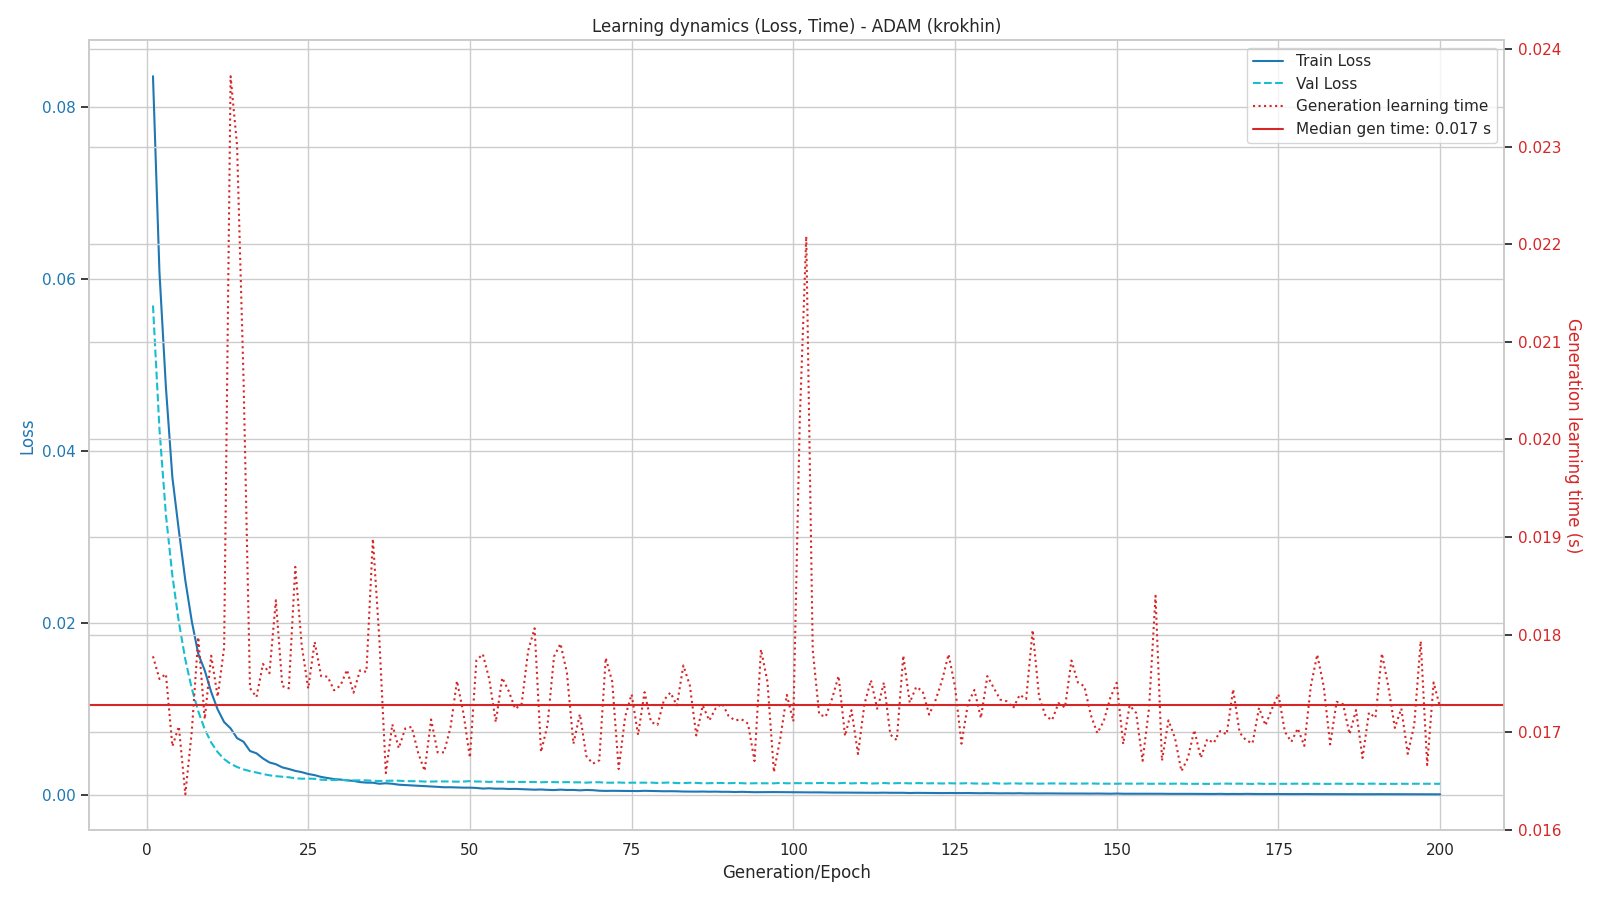 Learning dynamics (Loss, Time) - ADAM (krokhin)
Train Loss
Val Loss
Generation learning time
Median gen time: 0.017 s
Loss
0.08
0.06
0.04
0.02
0.00
0.024
0.023
0.022
0.021
0.020
0.019
0.018
0.017
0.016
Generation learning time (s)
0 25 50 75 100 125 150 175 200
Generation/Epoch